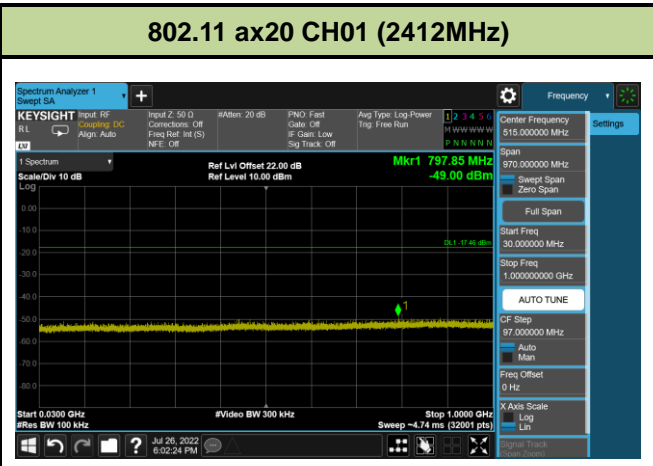 802.11 ax20 CH01 (2412MHz)
Spectrum Analyzer 1
Swept SA
+
Frequency
KEYSIGHT
RL
LXI
Input: RF
Coupling: DC
Align: Auto
Input Z: 50 Ω
Corrections: Off
Freq Ref: Int (S)
NFE: Off
#Atten: 20 dB
PNO: Fast
Gate: Off
IF Gain: Low
Sig Track: Off
Avg Type: Log-Power
Trig: Free Run
1 2 3 4 5 6
M W W W W W
P N N N N N
Center Frequency
515.000000 MHz
Settings
1 Spectrum
Scale/Div 10 dB
Ref Lvl Offset 22.00 dB
Ref Level 10.00 dBm
Mkr1 797.85 MHz
-49.00 dBm
Span
970.000000 MHz
Swept Span
Zero Span
Full Span
Start Freq
30.000000 MHz
Stop Freq
1.000000000 GHz
AUTO TUNE
CF Step
97.000000 MHz
Auto
Man
Freq Offset
0 Hz
X Axis Scale
Log
Lin
Signal Track
(Span Zoom)
Log
0.00
-10.0
DL1 -17.46 dBm
-20.0
-30.0
-40.0
1
-50.0
-60.0
-70.0
-80.0
Start 0.0300 GHz
#Res BW 100 kHz
#Video BW 300 kHz
Stop 1.0000 GHz
Sweep ~4.74 ms (32001 pts)
?
Jul 26, 2022
6:02:24 PM